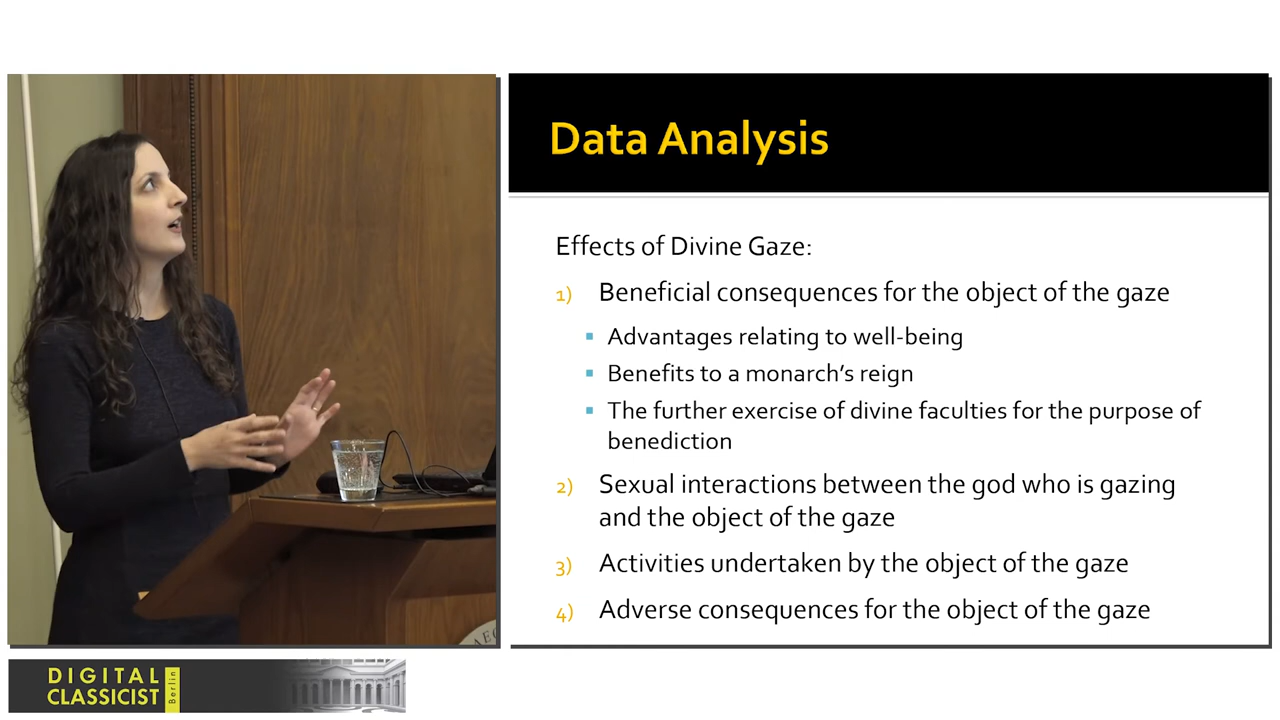 Data Analysis
Effects of Divine Gaze:
1) Beneficial consequences for the object of the gaze
▪ Advantages relating to well-being
▪ Benefits to a monarch’s reign
▪ The further exercise of divine faculties for the purpose of
benediction
2) Sexual interactions between the god who is gazing
and the object of the gaze
3) Activities undertaken by the object of the gaze
4) Adverse consequences for the object of the gaze
DIGITAL
CLASSICIST
Berlin